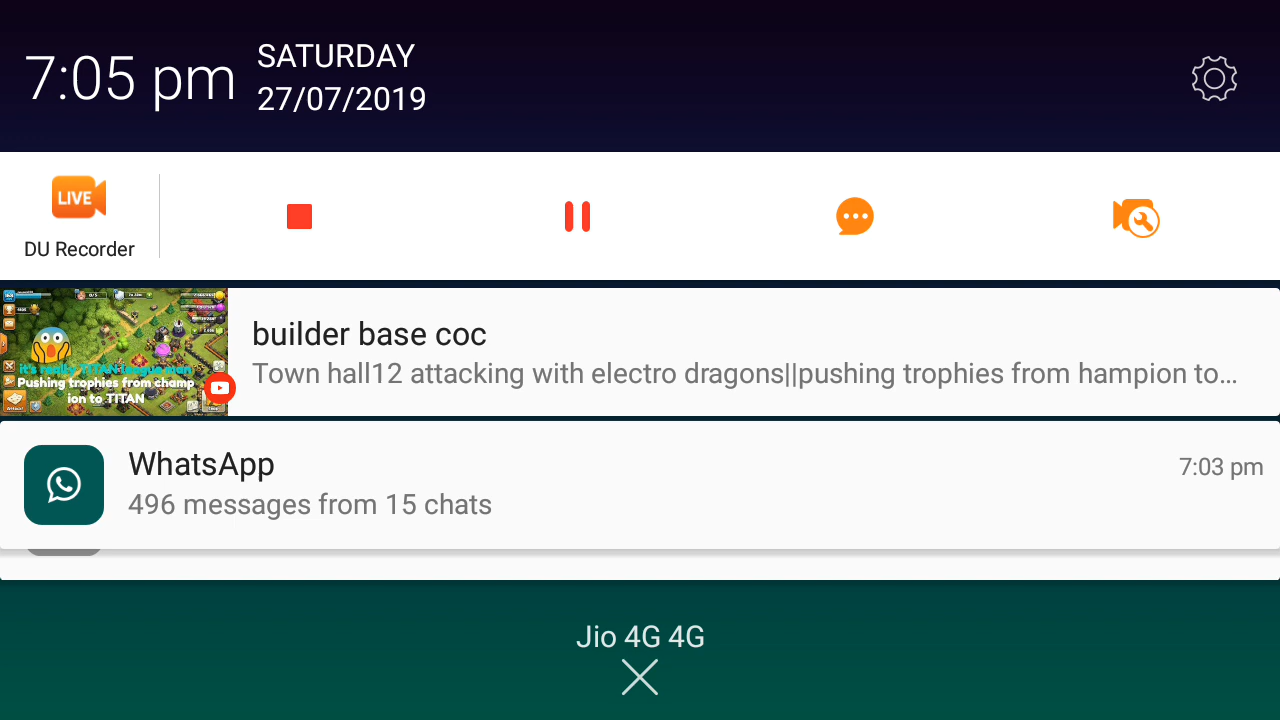 7:05 pm
SATURDAY
27/07/2019
LIVE
DU Recorder
builder base coc
Town hall12 attacking with electro dragons||pushing trophies from hampion to...
it's really TITAN league man
Pushing trophies from champ
ion to TITAN
WhatsApp
7:03 pm
496 messages from 15 chats
Jio 4G 4G